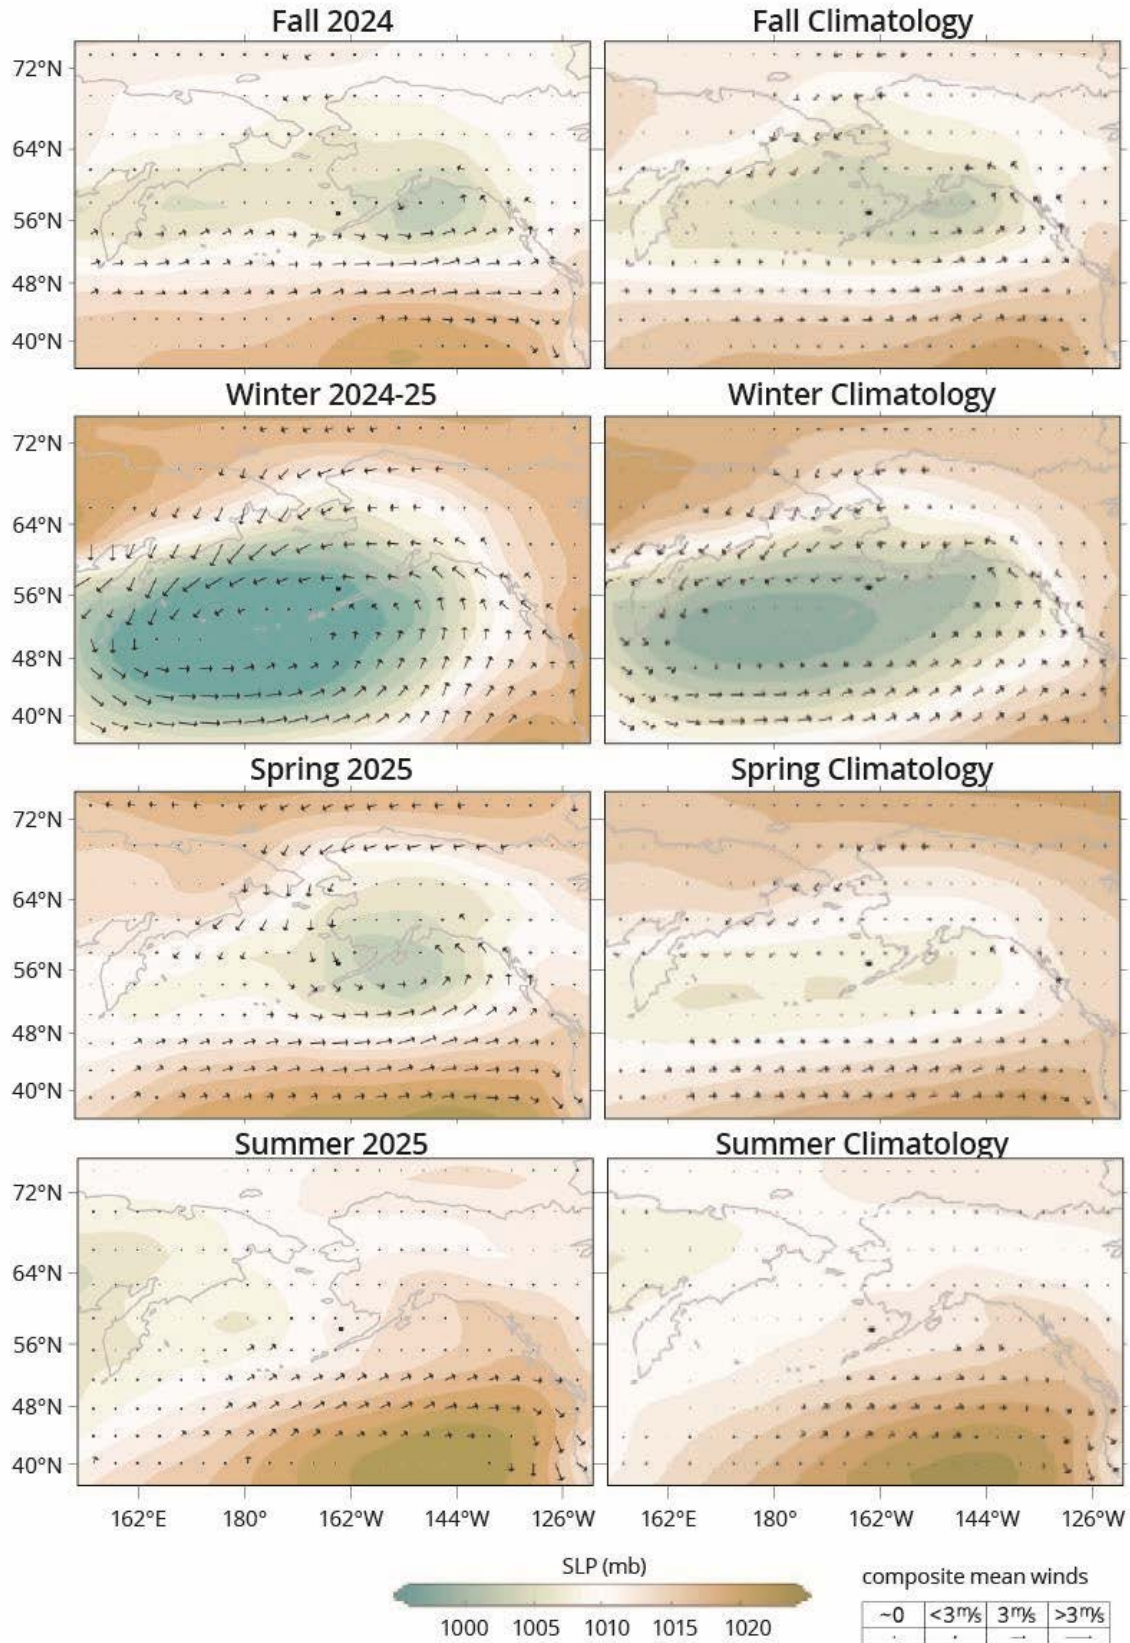 Fall 2024 Fall Climatology
72°N
64°N
56°N
48°N
40°N
Winter 2024-25 Winter Climatology
72°N
64°N
56°N
48°N
40°N
Spring 2025 Spring Climatology
72°N
64°N
56°N
48°N
40°N
Summer 2025 Summer Climatology
72°N
64°N
56°N
48°N
40°N
162°E 180° 162°W 144°W 126°W 162°E 180° 162°W 144°W 126°W
SLP (mb)
1000 1005 1010 1015 1020
composite mean winds
~0 <3m/s 3m/s >3m/s